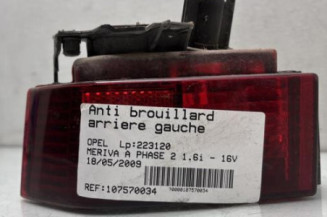 Anti brouillard
arriere gauche
OPEL Lp:223120
MERIVA A PHASE 2 1.6i - 16V
18/05/2009
REF:107570034